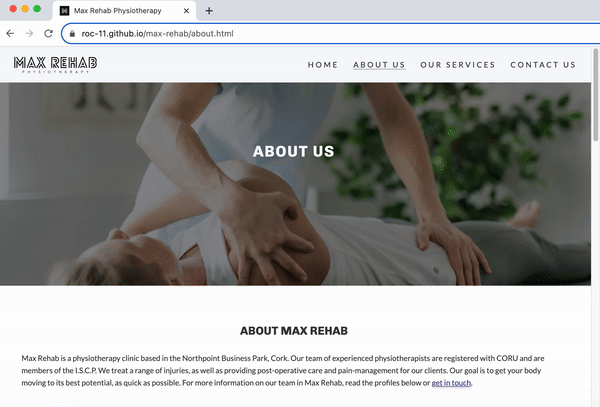 Max Rehab Physiotherapy
roc-11.github.io/max-rehab/about.html
MAX REHAB
PHYSIOTHERAPY
HOME ABOUT US OUR SERVICES CONTACT US
ABOUT US
ABOUT MAX REHAB
Max Rehab is a physiotherapy clinic based in the Northpoint Business Park, Cork. Our team of experienced physiotherapists are registered with CORU and are
members of the I.S.C.P. We treat a range of injuries, as well as providing post-operative care and pain-management for our clients. Our goal is to get your body
moving to its best potential, as quick as possible. For more information on our team in Max Rehab, read the profiles below or get in touch.